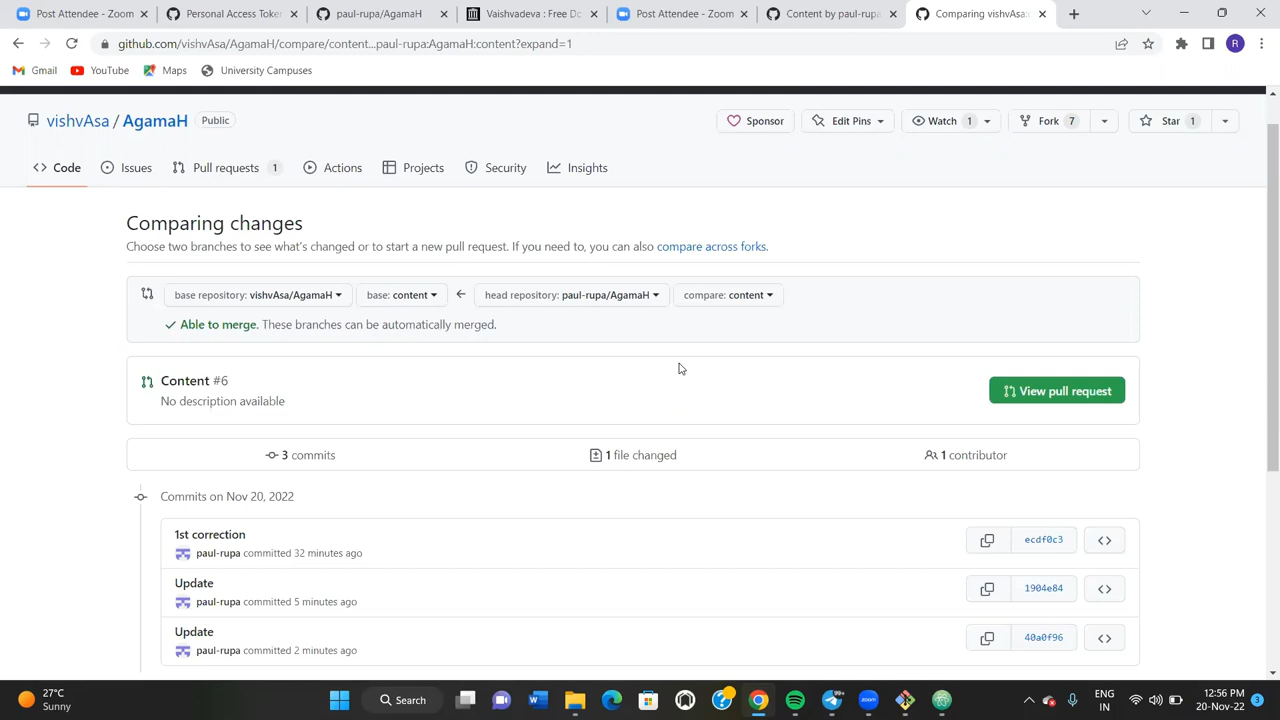 Post Attendee - Zoom
Personal Access Toke
paul-rupa/AgamaH
Vaishvadeva : Free Dc
Post Attendee - Zoom
Content by paul-rupa
Comparing vishvAsa:
github.com/vishvAsa/AgamaH/compare/content...paul-rupa:AgamaH:content?expand=1
R
Gmail
YouTube
Maps
University Campuses
vishvAsa / AgamaH Public
Sponsor
Edit Pins
Watch 1
Fork 7
Star 1
Code
Issues
Pull requests 1
Actions
Projects
Security
Insights
Comparing changes
Choose two branches to see what's changed or to start a new pull request. If you need to, you can also compare across forks.
base repository: vishvAsa/AgamaH
base: content
head repository: paul-rupa/AgamaH
compare: content
Able to merge. These branches can be automatically merged.
Content #6
No description available
View pull request
3 commits
1 file changed
1 contributor
Commits on Nov 20, 2022
1st correction
paul-rupa committed 32 minutes ago
ecdf0c3
Update
paul-rupa committed 5 minutes ago
1904e84
Update
paul-rupa committed 2 minutes ago
40a0f96
27°C
Sunny
Search
99+
zoom
ENG
IN
12:56 PM
20-Nov-22
3